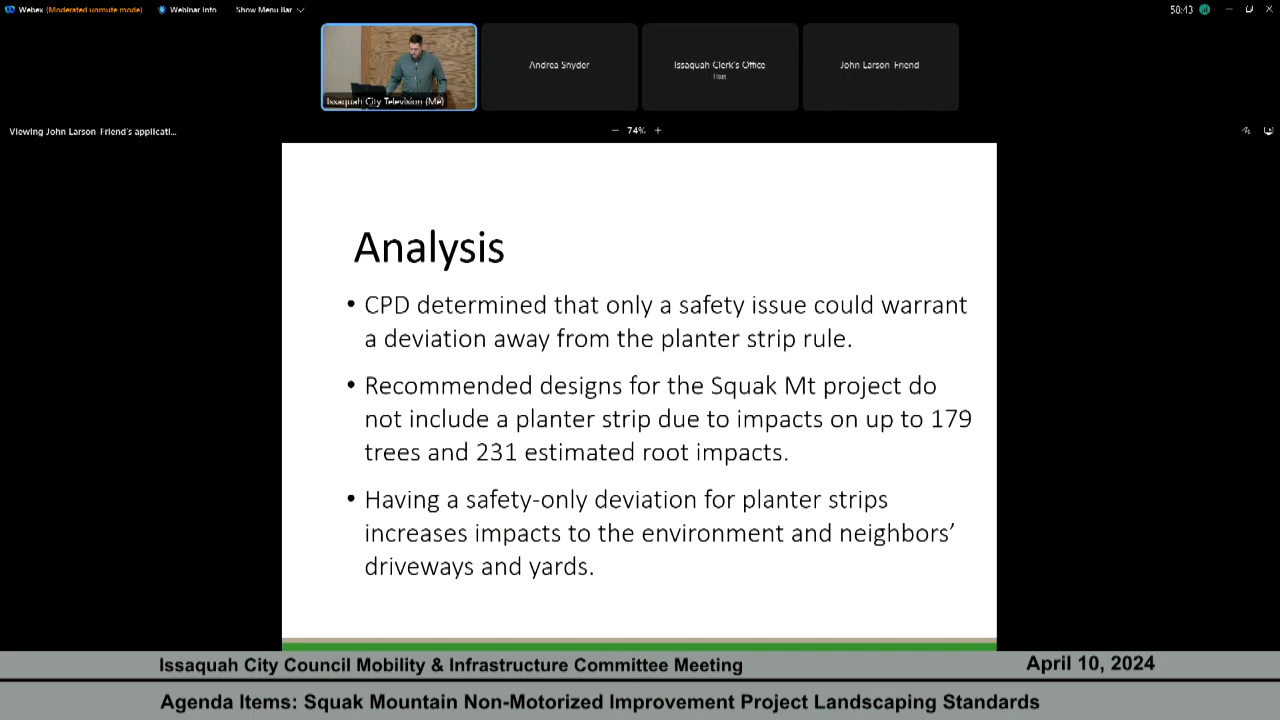 Webex (Moderated unmute mode) Webinar Info Show Menu Bar
50:43
Andrea Snyder
Issaquah Clerk's Office
Host
John Larson-Friend
Issaquah City Television (Me)
Viewing John Larson-Friend's applicati...
74%
Analysis
• CPD determined that only a safety issue could warrant
a deviation away from the planter strip rule.
• Recommended designs for the Squak Mt project do
not include a planter strip due to impacts on up to 179
trees and 231 estimated root impacts.
• Having a safety-only deviation for planter strips
increases impacts to the environment and neighbors’
driveways and yards.
Issaquah City Council Mobility & Infrastructure Committee Meeting
April 10, 2024
Agenda Items: Squak Mountain Non-Motorized Improvement Project Landscaping Standards